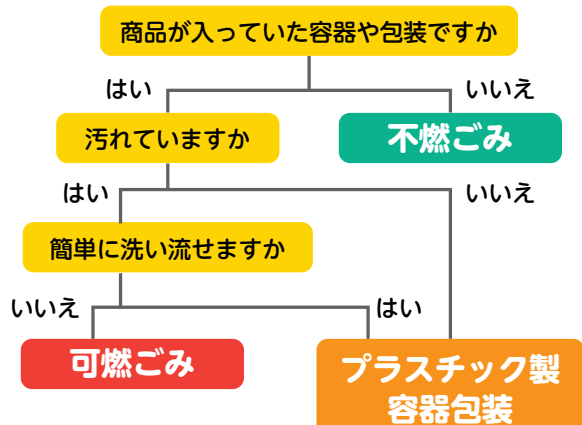 商品が入っていた容器や包装ですか
はい
いいえ
汚れていますか
不燃ごみ
はい
いいえ
簡単に洗い流せますか
いいえ
はい
可燃ごみ
プラスチック製
容器包装